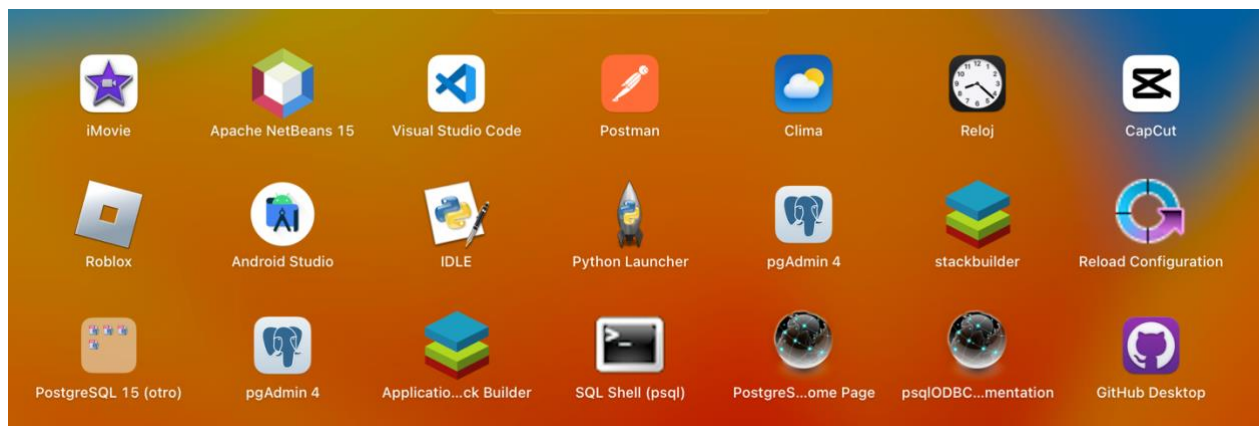 iMovie
Apache NetBeans 15
Visual Studio Code
Postman
Clima
Reloj
CapCut
Roblox
Android Studio
IDLE
Python Launcher
pgAdmin 4
stackbuilder
Reload Configuration
PostgreSQL 15 (otro)
pgAdmin 4
Applicatio...ck Builder
SQL Shell (psql)
PostgreS...ome Page
psqlODBC...mentation
GitHub Desktop